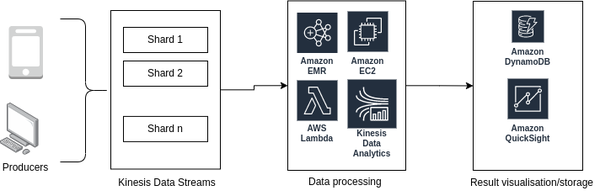 Producers
Shard 1
Shard 2
Shard n
Kinesis Data Streams
Amazon
EMR
Amazon
EC2
AWS
Lambda
Kinesis
Data
Analytics
Data processing
Amazon
DynamoDB
Amazon
QuickSight
Result visualisation/storage